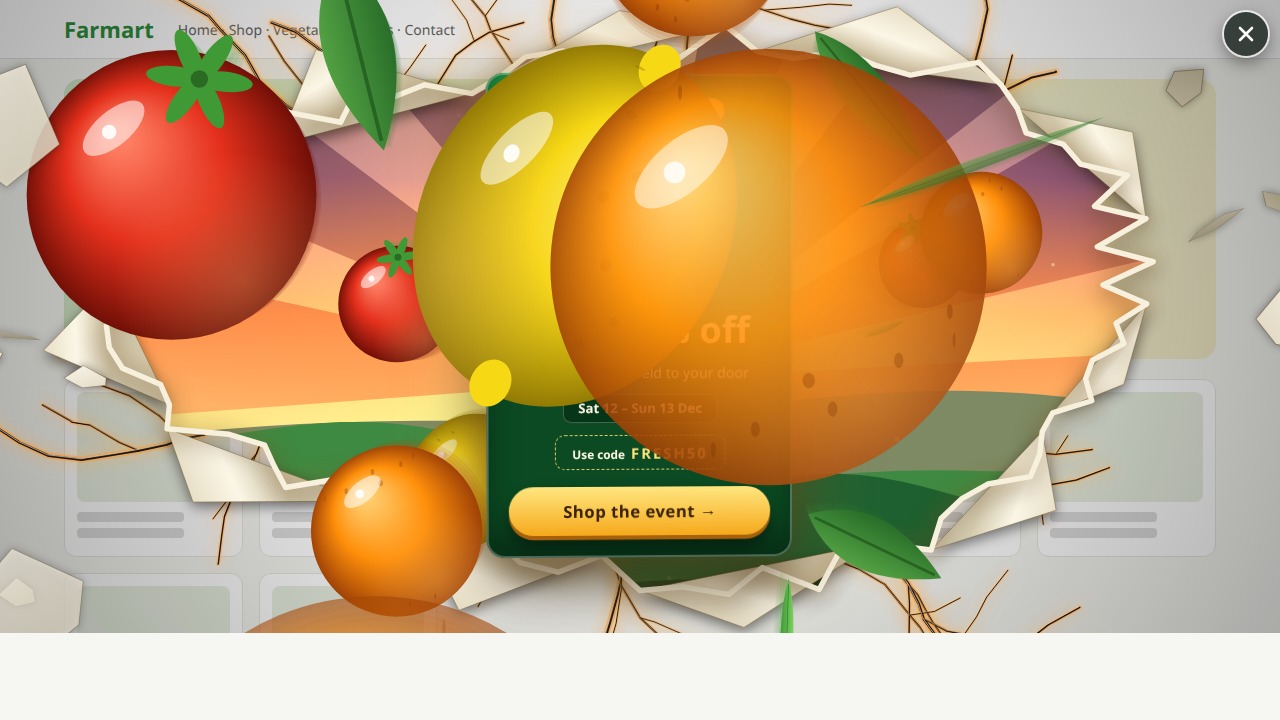 Farmart
Home · Shop · Vegeta · Contact
off
eld to your door
Sat 12 – Sun 13 Dec
Use code FRESH50
Shop the event →